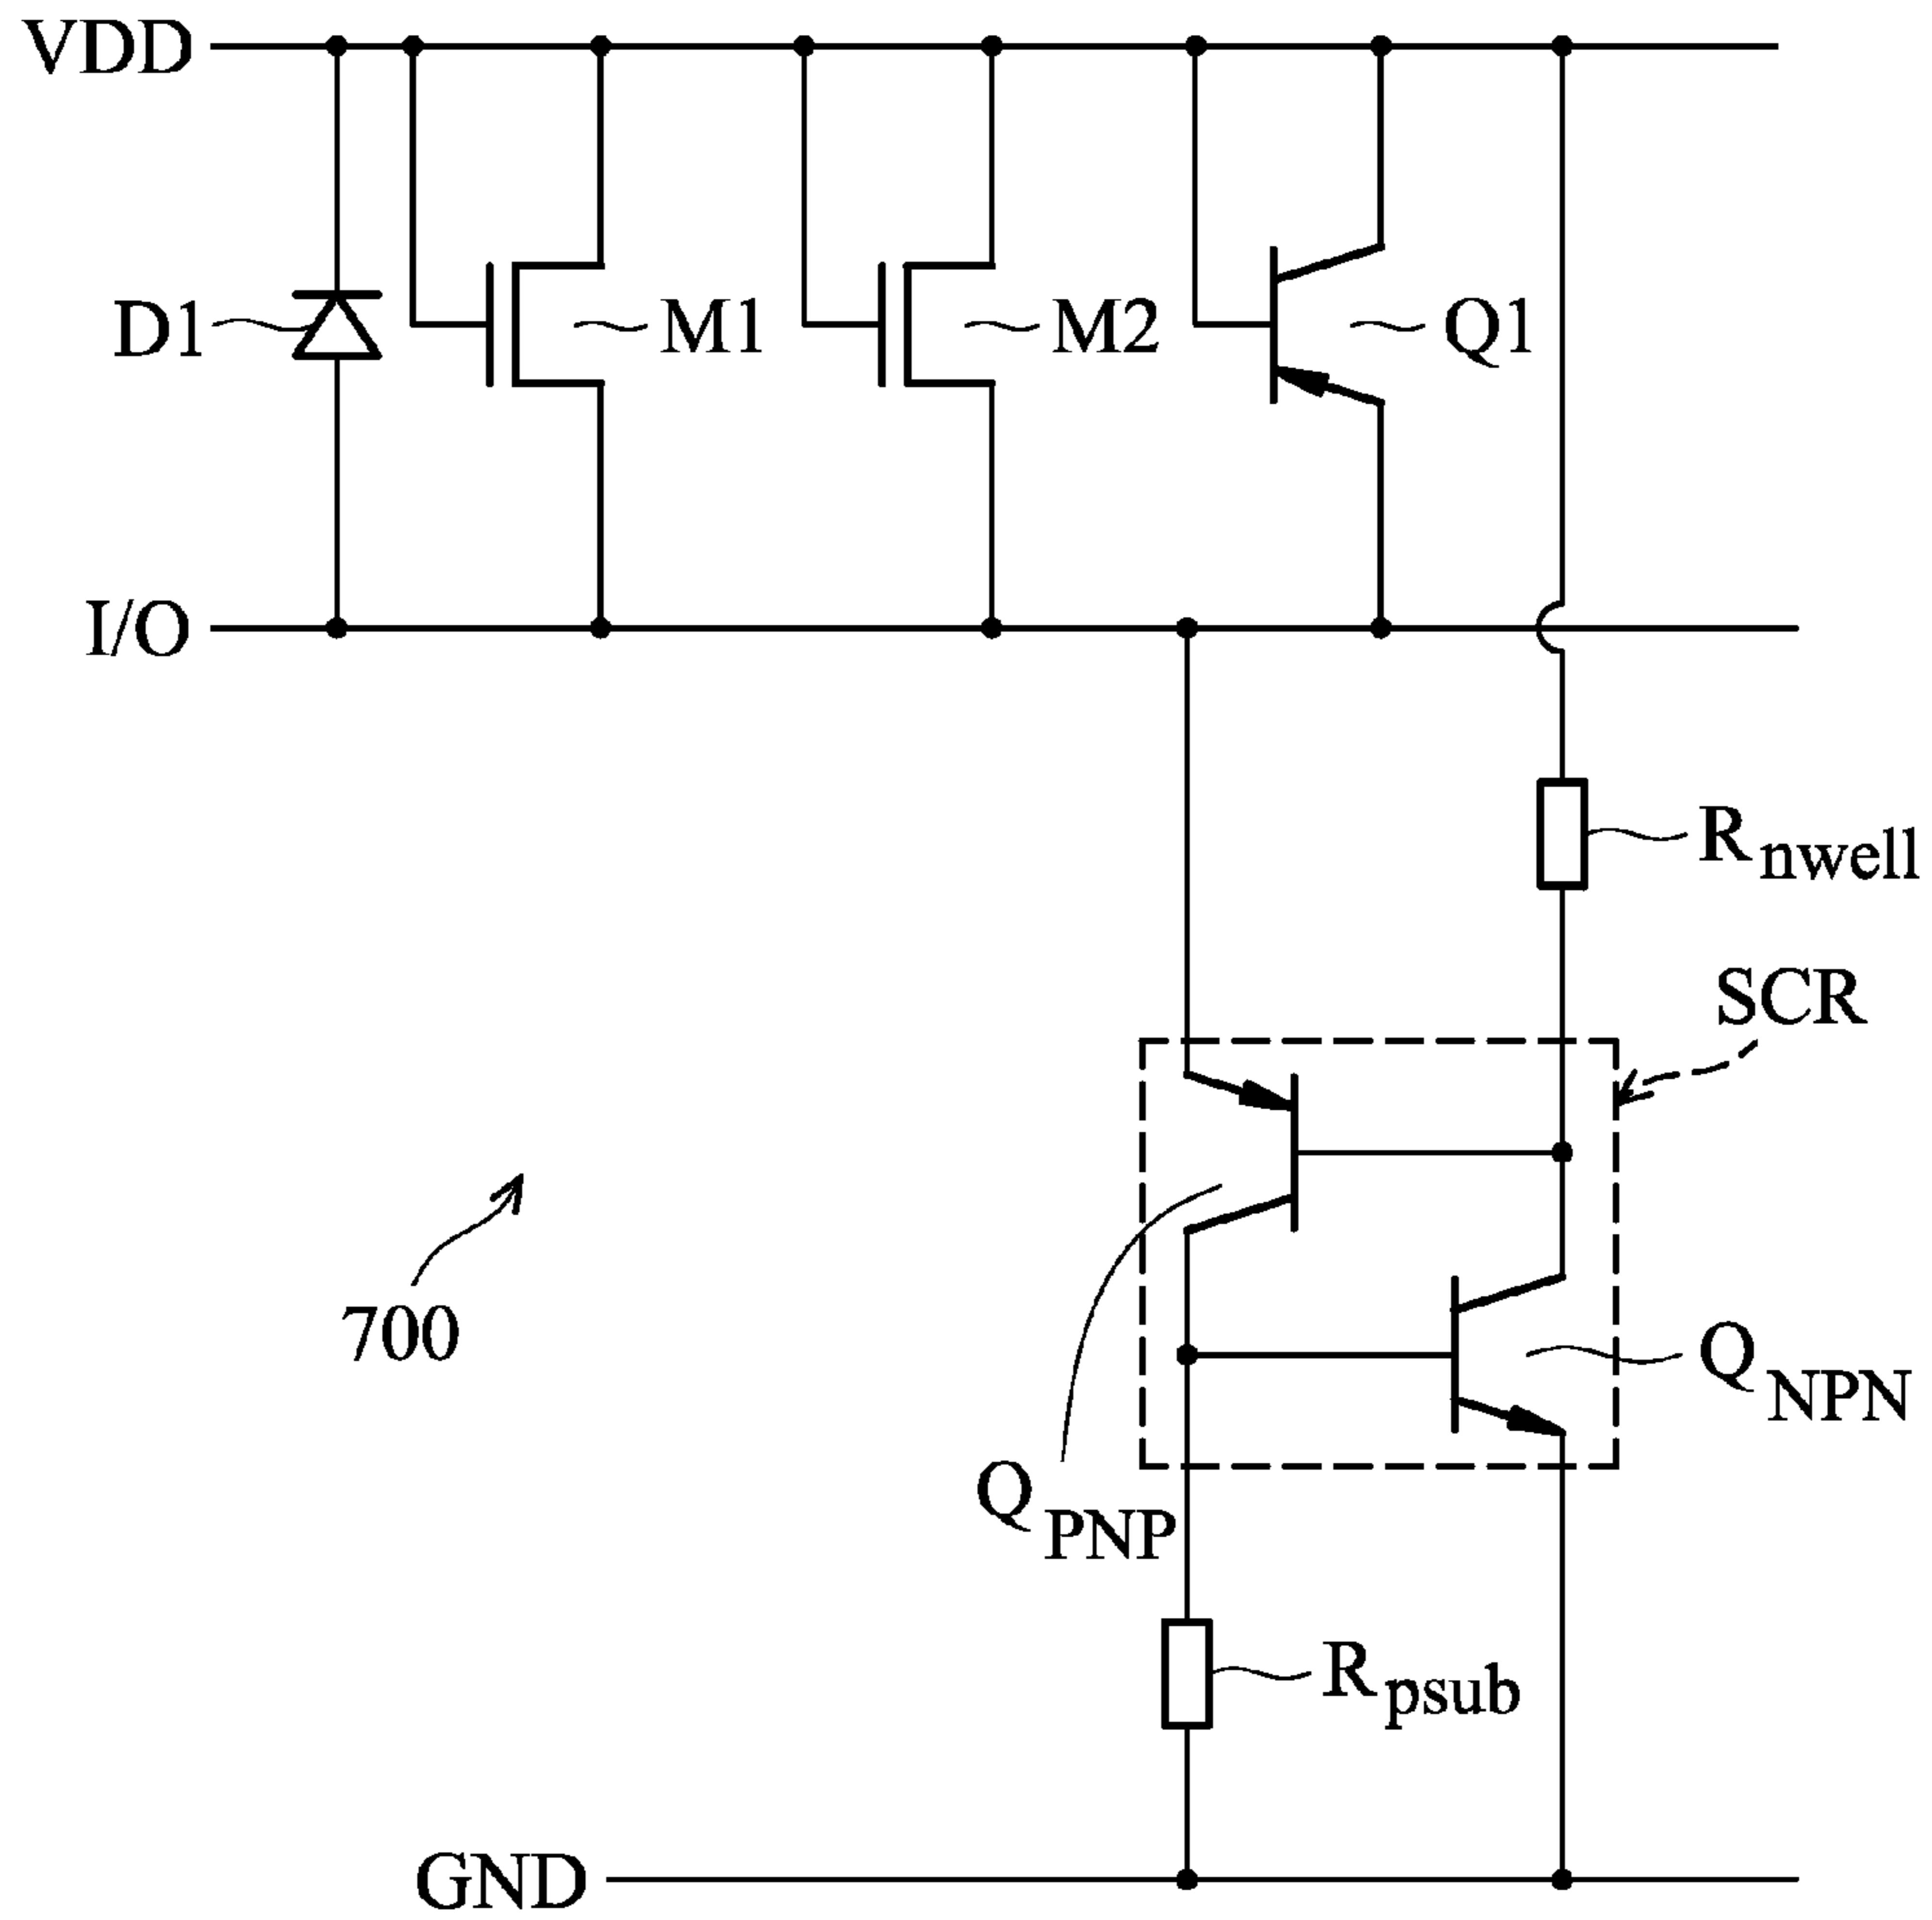 VDD
D1
M1
M2
Q1
I/O
Rnwell
SCR
700
QNPN
QPNP
Rpsub
GND